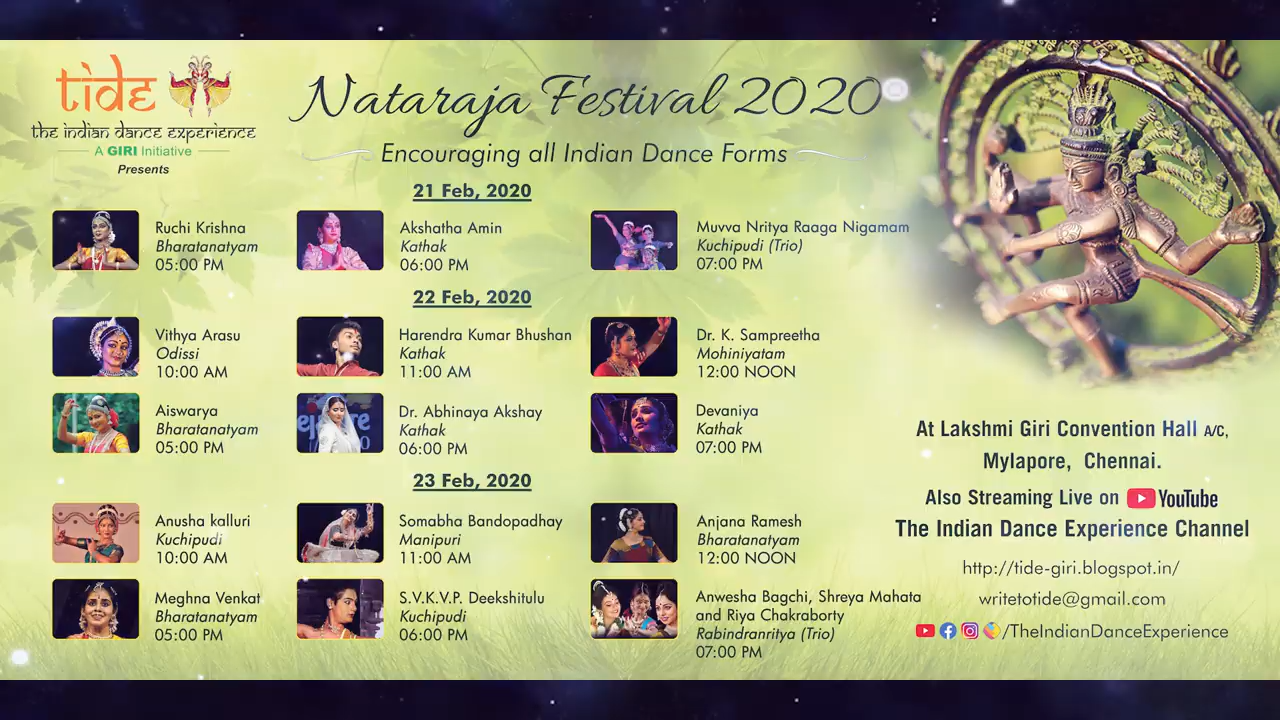 tide
the indian dance experience
A GIRI Initiative
Presents
Nataraja Festival 2020
Encouraging all Indian Dance Forms
21 Feb, 2020
Ruchi Krishna
Bharatanatyam
05:00 PM
Akshatha Amin
Kathak
06:00 PM
Muvva Nritya Raaga Nigamam
Kuchipudi (Trio)
07:00 PM
22 Feb, 2020
Vithya Arasu
Odissi
10:00 AM
Harendra Kumar Bhushan
Kathak
11:00 AM
Dr. K. Sampreetha
Mohiniyatam
12:00 NOON
Aiswarya
Bharatanatyam
05:00 PM
Dr. Abhinaya Akshay
Kathak
06:00 PM
Devaniya
Kathak
07:00 PM
23 Feb, 2020
Anusha kalluri
Kuchipudi
10:00 AM
Somabha Bandopadhay
Manipuri
11:00 AM
Anjana Ramesh
Bharatanatyam
12:00 NOON
Meghna Venkat
Bharatanatyam
05:00 PM
S.V.K.V.P. Deekshitulu
Kuchipudi
06:00 PM
Anwesha Bagchi, Shreya Mahata
and Riya Chakraborty
Rabindranritya (Trio)
07:00 PM
At Lakshmi Giri Convention Hall A/C,
Mylapore, Chennai.
Also Streaming Live on YouTube
The Indian Dance Experience Channel
http://tide-giri.blogspot.in/
writetotide@gmail.com
/TheIndianDanceExperience